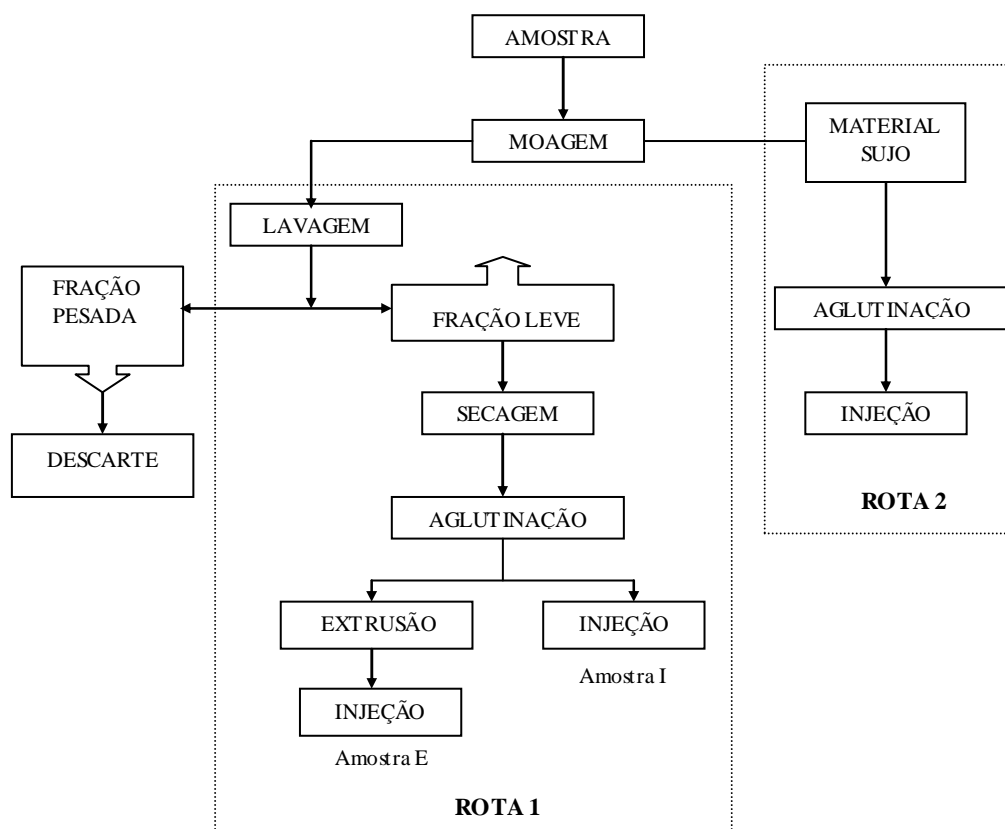 AMOSTRA
MOAGEM
MATERIAL
SUJO
LAVAGEM
FRAÇÃO
PESADA
FRAÇÃO LEVE
AGLUTINAÇÃO
SECAGEM
INJEÇÃO
DESCARTE
ROTA 2
AGLUTINAÇÃO
EXTRUSÃO
INJEÇÃO
Amostra I
INJEÇÃO
Amostra E
ROTA 1